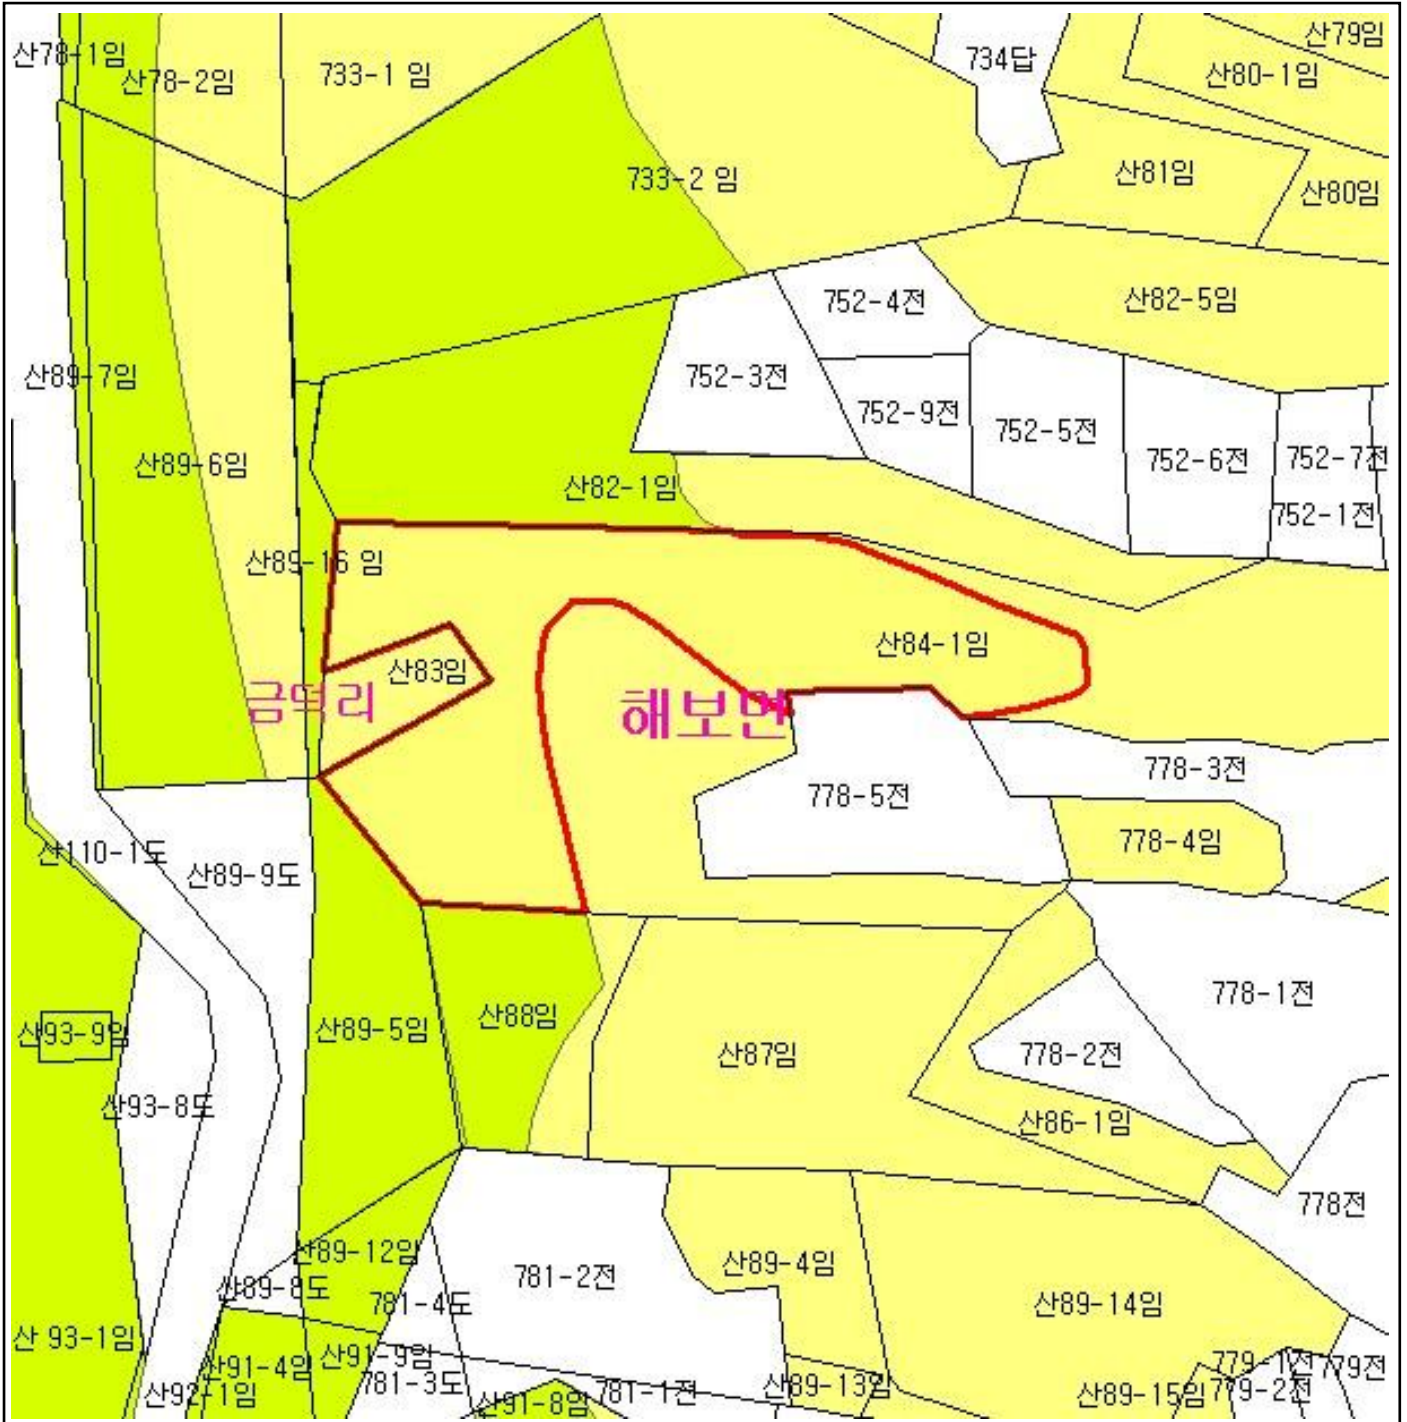 산78-1임
산78-2임
733-1 임
734답
산79임
산80-1임
733-2 임
산81임
산80임
752-4전
산82-5임
산89-7임
752-3전
752-9전
752-5전
752-6전
752-7전
산89-6임
산82-1임
752-1전
산89-16 임
산84-1임
산83임
금덕리
해보면
778-3전
778-5전
778-4임
산110-1도
산89-9도
778-1전
산93-9임
산89-5임
산88임
산87임
778-2전
산93-8도
산86-1임
778전
산89-12임
산89-8도
781-2전
산89-4임
781-4도
산89-14임
산 93-1임
산91-4임
산91-9임
779-1전
779전
산92-1임
781-3도
산91-8임
781-1전
산89-13임
산89-15임
779-2전